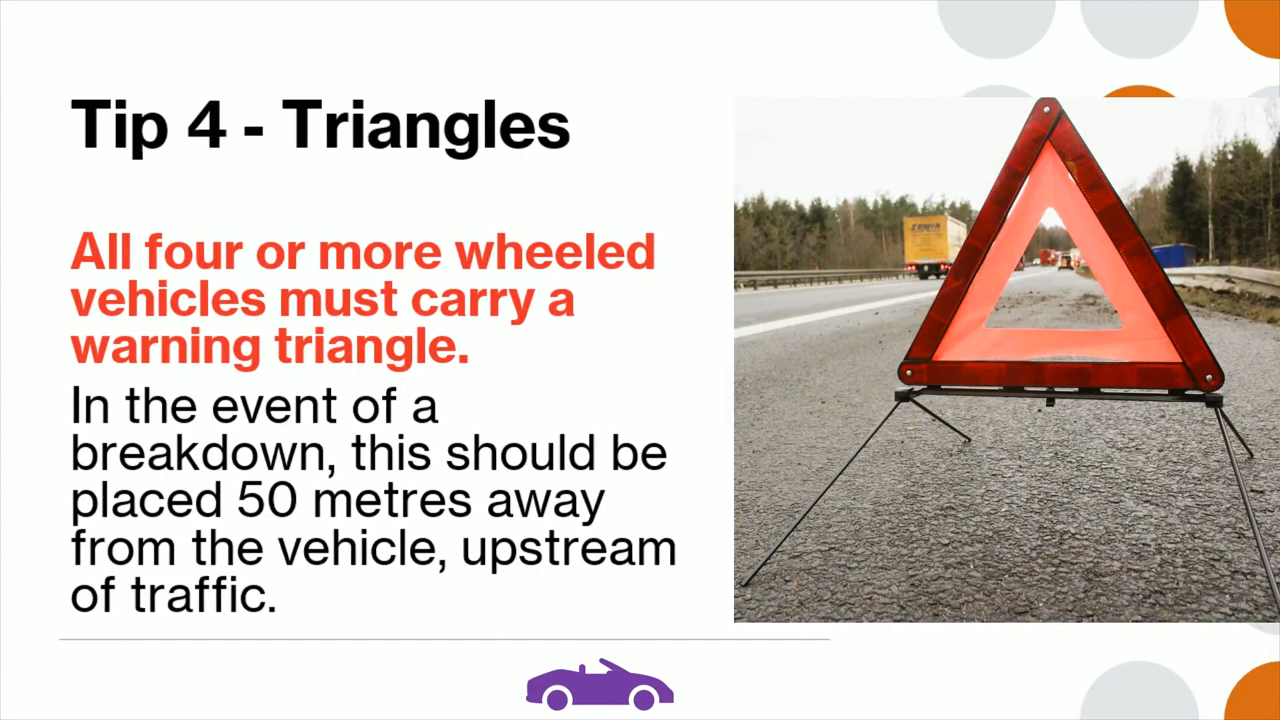 Tip 4 - Triangles
All four or more wheeled
vehicles must carry a
warning triangle.
In the event of a
breakdown, this should be
placed 50 metres away
from the vehicle, upstream
of traffic.